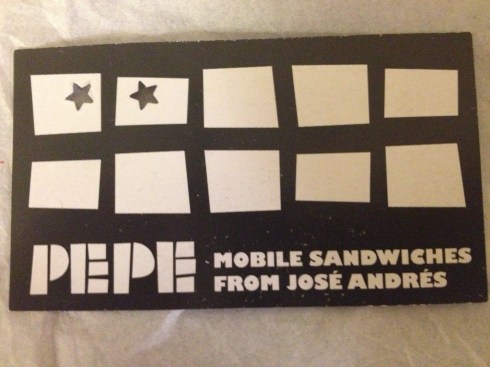 PEPE
MOBILE SANDWICHES
FROM JOSÉ ANDRÉS